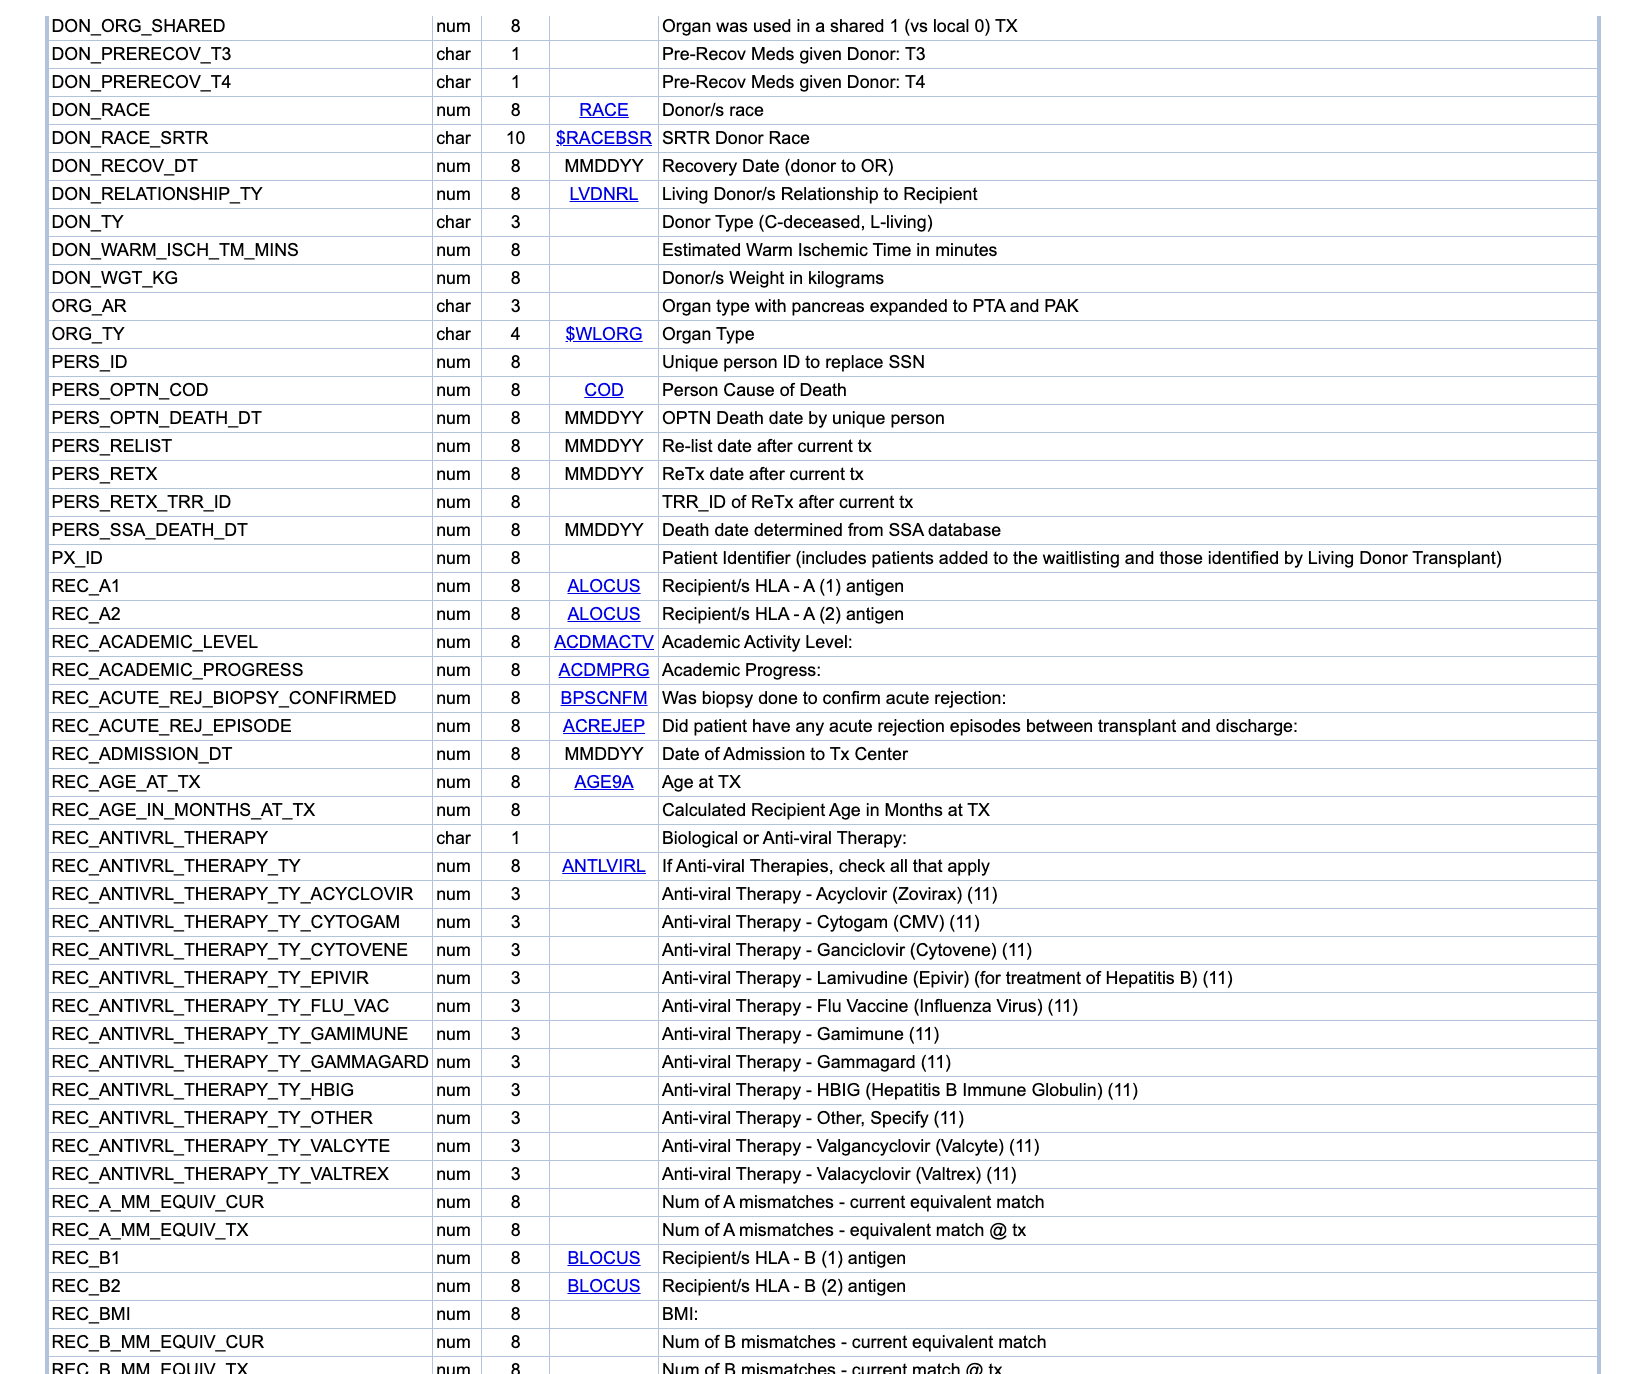 DON_ORG_SHARED num 8 Organ was used in a shared 1 (vs local 0) TX
DON_PRERECOV_T3 char 1 Pre-Recov Meds given Donor: T3
DON_PRERECOV_T4 char 1 Pre-Recov Meds given Donor: T4
DON_RACE num 8 RACE Donor/s race
DON_RACE_SRTR char 10 $RACEBSR SRTR Donor Race
DON_RECOV_DT num 8 MMDDYY Recovery Date (donor to OR)
DON_RELATIONSHIP_TY num 8 LVDNRL Living Donor/s Relationship to Recipient
DON_TY char 3 Donor Type (C-deceased, L-living)
DON_WARM_ISCH_TM_MINS num 8 Estimated Warm Ischemic Time in minutes
DON_WGT_KG num 8 Donor/s Weight in kilograms
ORG_AR char 3 Organ type with pancreas expanded to PTA and PAK
ORG_TY char 4 $WLORG Organ Type
PERS_ID num 8 Unique person ID to replace SSN
PERS_OPTN_COD num 8 COD Person Cause of Death
PERS_OPTN_DEATH_DT num 8 MMDDYY OPTN Death date by unique person
PERS_RELIST num 8 MMDDYY Re-list date after current tx
PERS_RETX num 8 MMDDYY ReTx date after current tx
PERS_RETX_TRR_ID num 8 TRR_ID of ReTx after current tx
PERS_SSA_DEATH_DT num 8 MMDDYY Death date determined from SSA database
PX_ID num 8 Patient Identifier (includes patients added to the waitlisting and those identified by Living Donor Transplant)
REC_A1 num 8 ALOCUS Recipient/s HLA - A (1) antigen
REC_A2 num 8 ALOCUS Recipient/s HLA - A (2) antigen
REC_ACADEMIC_LEVEL num 8 ACDMACTV Academic Activity Level:
REC_ACADEMIC_PROGRESS num 8 ACDMPRG Academic Progress:
REC_ACUTE_REJ_BIOPSY_CONFIRMED num 8 BPSCNFM Was biopsy done to confirm acute rejection:
REC_ACUTE_REJ_EPISODE num 8 ACREJEP Did patient have any acute rejection episodes between transplant and discharge:
REC_ADMISSION_DT num 8 MMDDYY Date of Admission to Tx Center
REC_AGE_AT_TX num 8 AGE9A Age at TX
REC_AGE_IN_MONTHS_AT_TX num 8 Calculated Recipient Age in Months at TX
REC_ANTIVRL_THERAPY char 1 Biological or Anti-viral Therapy:
REC_ANTIVRL_THERAPY_TY num 8 ANTLVIRL If Anti-viral Therapies, check all that apply
REC_ANTIVRL_THERAPY_TY_ACYCLOVIR num 3 Anti-viral Therapy - Acyclovir (Zovirax) (11)
REC_ANTIVRL_THERAPY_TY_CYTOGAM num 3 Anti-viral Therapy - Cytogam (CMV) (11)
REC_ANTIVRL_THERAPY_TY_CYTOVENE num 3 Anti-viral Therapy - Ganciclovir (Cytovene) (11)
REC_ANTIVRL_THERAPY_TY_EPIVIR num 3 Anti-viral Therapy - Lamivudine (Epivir) (for treatment of Hepatitis B) (11)
REC_ANTIVRL_THERAPY_TY_FLU_VAC num 3 Anti-viral Therapy - Flu Vaccine (Influenza Virus) (11)
REC_ANTIVRL_THERAPY_TY_GAMIMUNE num 3 Anti-viral Therapy - Gamimune (11)
REC_ANTIVRL_THERAPY_TY_GAMMAGARD num 3 Anti-viral Therapy - Gammagard (11)
REC_ANTIVRL_THERAPY_TY_HBIG num 3 Anti-viral Therapy - HBIG (Hepatitis B Immune Globulin) (11)
REC_ANTIVRL_THERAPY_TY_OTHER num 3 Anti-viral Therapy - Other, Specify (11)
REC_ANTIVRL_THERAPY_TY_VALCYTE num 3 Anti-viral Therapy - Valgancyclovir (Valcyte) (11)
REC_ANTIVRL_THERAPY_TY_VALTREX num 3 Anti-viral Therapy - Valacyclovir (Valtrex) (11)
REC_A_MM_EQUIV_CUR num 8 Num of A mismatches - current equivalent match
REC_A_MM_EQUIV_TX num 8 Num of A mismatches - equivalent match @ tx
REC_B1 num 8 BLOCUS Recipient/s HLA - B (1) antigen
REC_B2 num 8 BLOCUS Recipient/s HLA - B (2) antigen
REC_BMI num 8 BMI:
REC_B_MM_EQUIV_CUR num 8 Num of B mismatches - current equivalent match
REC_B_MM_EQUIV_TX num 8 Num of B mismatches - current match @ tx